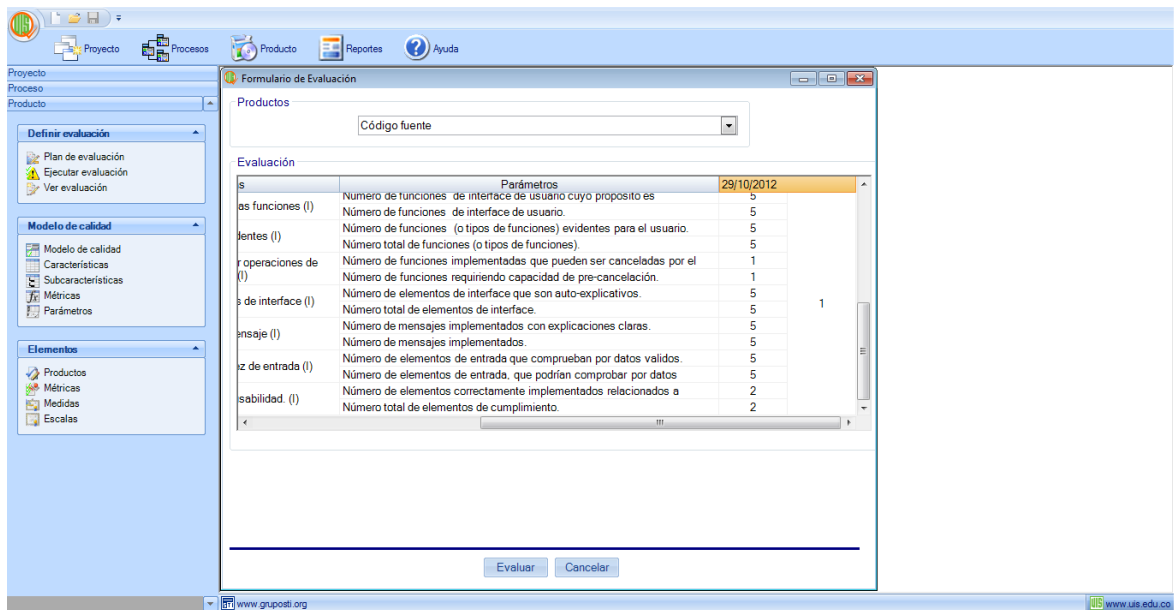 UIS
Proyecto
Procesos
Producto
Reportes
Ayuda
Proyecto
Proceso
Producto
Definir evaluación
Plan de evaluación
Ejecutar evaluación
Ver evaluación
Modelo de calidad
Modelo de calidad
Características
Subcaracterísticas
Métricas
Parámetros
Elementos
Productos
Métricas
Medidas
Escalas
Formulario de Evaluación
Productos
Código fuente
Evaluación
s Parámetros 29/10/2012
Número de funciones de interface de usuario cuyo proposito es 5
as funciones (I)
Número de funciones de interface de usuario. 5
Número de funciones (o tipos de funciones) evidentes para el usuario. 5
dentes (I)
Número total de funciones (o tipos de funciones). 5
r operaciones de Número de funciones implementadas que pueden ser canceladas por el 1
(I) Número de funciones requiriendo capacidad de pre-cancelación. 1
Número de elementos de interface que son auto-explicativos. 5
s de interface (I) 1
Número total de elementos de interface. 5
Número de mensajes implementados con explicaciones claras. 5
ensaje (I)
Número de mensajes implementados. 5
Número de elementos de entrada que comprueban por datos validos. 5
ez de entrada (I)
Número de elementos de entrada, que podrían comprobar por datos 5
Número de elementos correctamente implementados relacionados a 2
sabilidad. (I)
Número total de elementos de cumplimiento. 2
Evaluar Cancelar
www.gruposti.org
UIS www.uis.edu.co